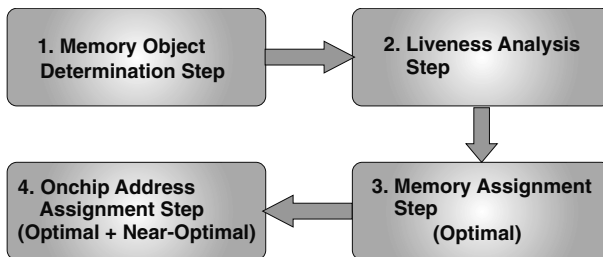 1. Memory Object
Determination Step
2. Liveness Analysis
Step
3. Memory Assignment
Step
(Optimal)
4. Onchip Address
Assignment Step
(Optimal + Near-Optimal)